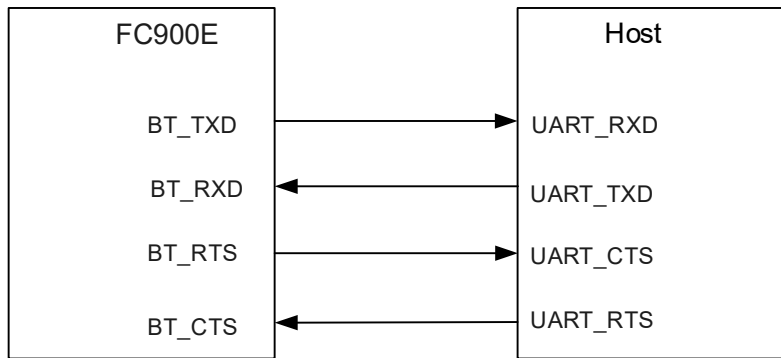 FC900E
Host
BT_TXD
UART_RXD
BT_RXD
UART_TXD
BT_RTS
UART_CTS
BT_CTS
UART_RTS